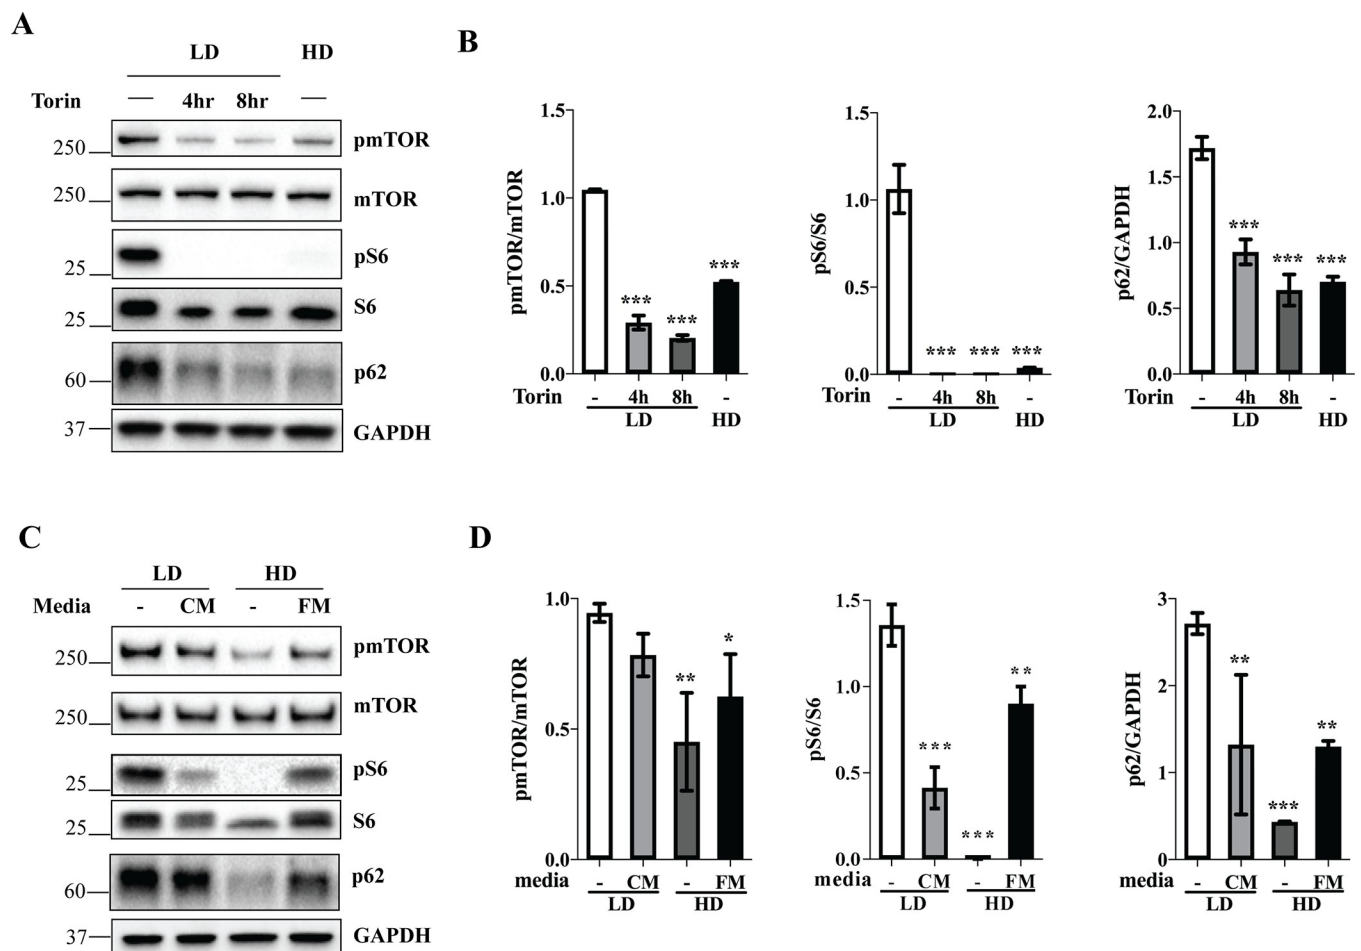 A
LD HD
Torin — 4hr 8hr —
250 pmTOR
250 mTOR
25 pS6
25 S6
60 p62
37 GAPDH
B
pmTOR/mTOR
1.5
1.0
0.5
0.0
*** *** ***
Torin - 4h 8h -
LD HD
pS6/S6
1.5
1.0
0.5
0.0
*** *** ***
Torin - 4h 8h -
LD HD
p62/GAPDH
2.0
1.5
1.0
0.5
0.0
*** *** ***
Torin - 4h 8h -
LD HD
C
LD HD
Media - CM - FM
250 pmTOR
250 mTOR
25 pS6
25 S6
60 p62
37 GAPDH
D
pmTOR/mTOR
1.0
0.5
0.0
** *
media - CM - FM
LD HD
pS6/S6
1.5
1.0
0.5
0.0
*** *** **
media - CM - FM
LD HD
p62/GAPDH
3
2
1
0
** *** **
media - CM - FM
LD HD